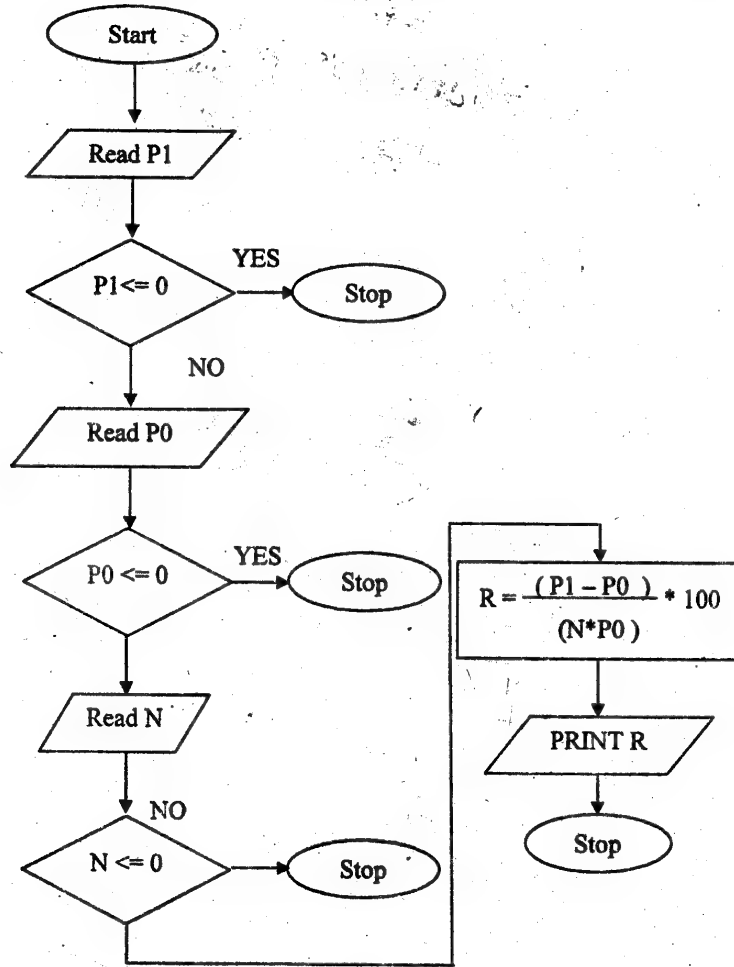 Start
Read P1
P1<= 0
YES
Stop
NO
Read P0
P0 <= 0
YES
Stop
Read N
NO
N <= 0
Stop
R = ( P1 – P0 ) * 100
(N*P0 )
PRINT R
Stop